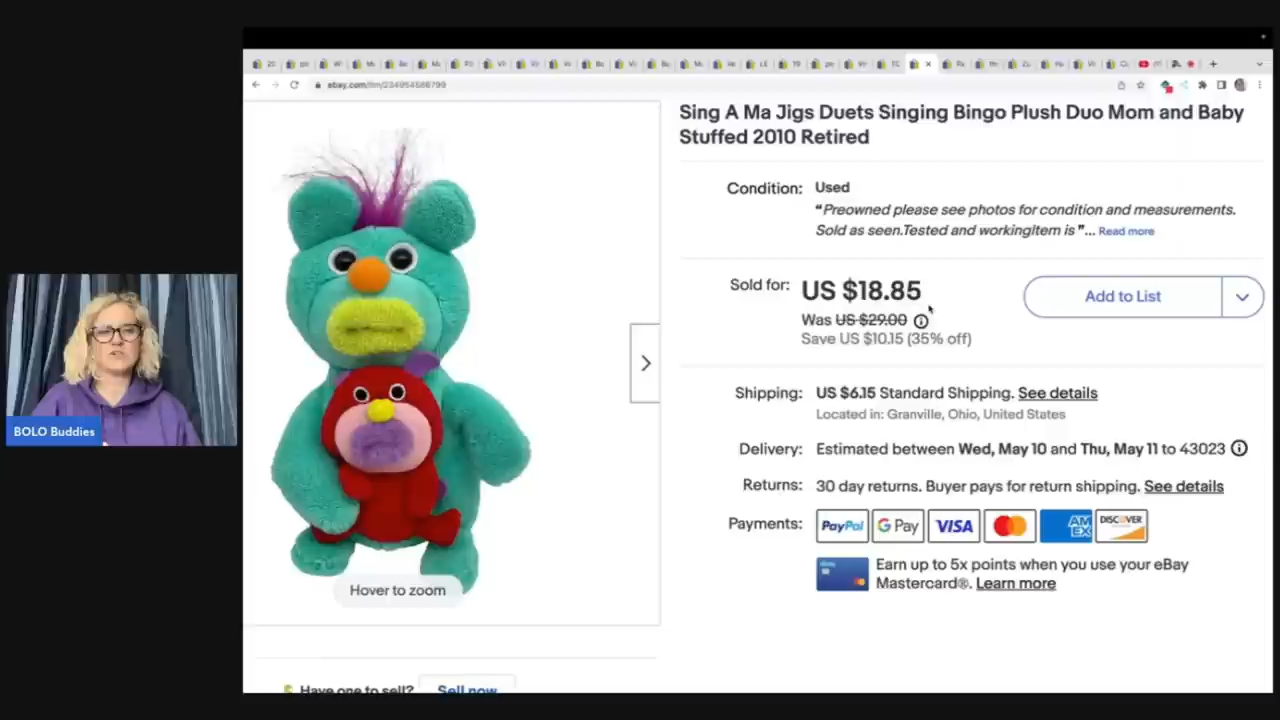 ebay.com/itm/234954586799
Sing A Ma Jigs Duets Singing Bingo Plush Duo Mom and Baby
Stuffed 2010 Retired
Condition: Used
“Preowned please see photos for condition and measurements.
Sold as seen.Tested and workingItem is ”... Read more
Sold for: US $18.85
Add to List
Was US $29.00
Save US $10.15 (35% off)
Shipping: US $6.15 Standard Shipping. See details
Located in: Granville, Ohio, United States
BOLO Buddies
Delivery: Estimated between Wed, May 10 and Thu, May 11 to 43023
Returns: 30 day returns. Buyer pays for return shipping. See details
Payments: PayPal G Pay VISA AM EX DISCOVER
Earn up to 5x points when you use your eBay
Mastercard®. Learn more
Hover to zoom
Have one to sell? Sell now